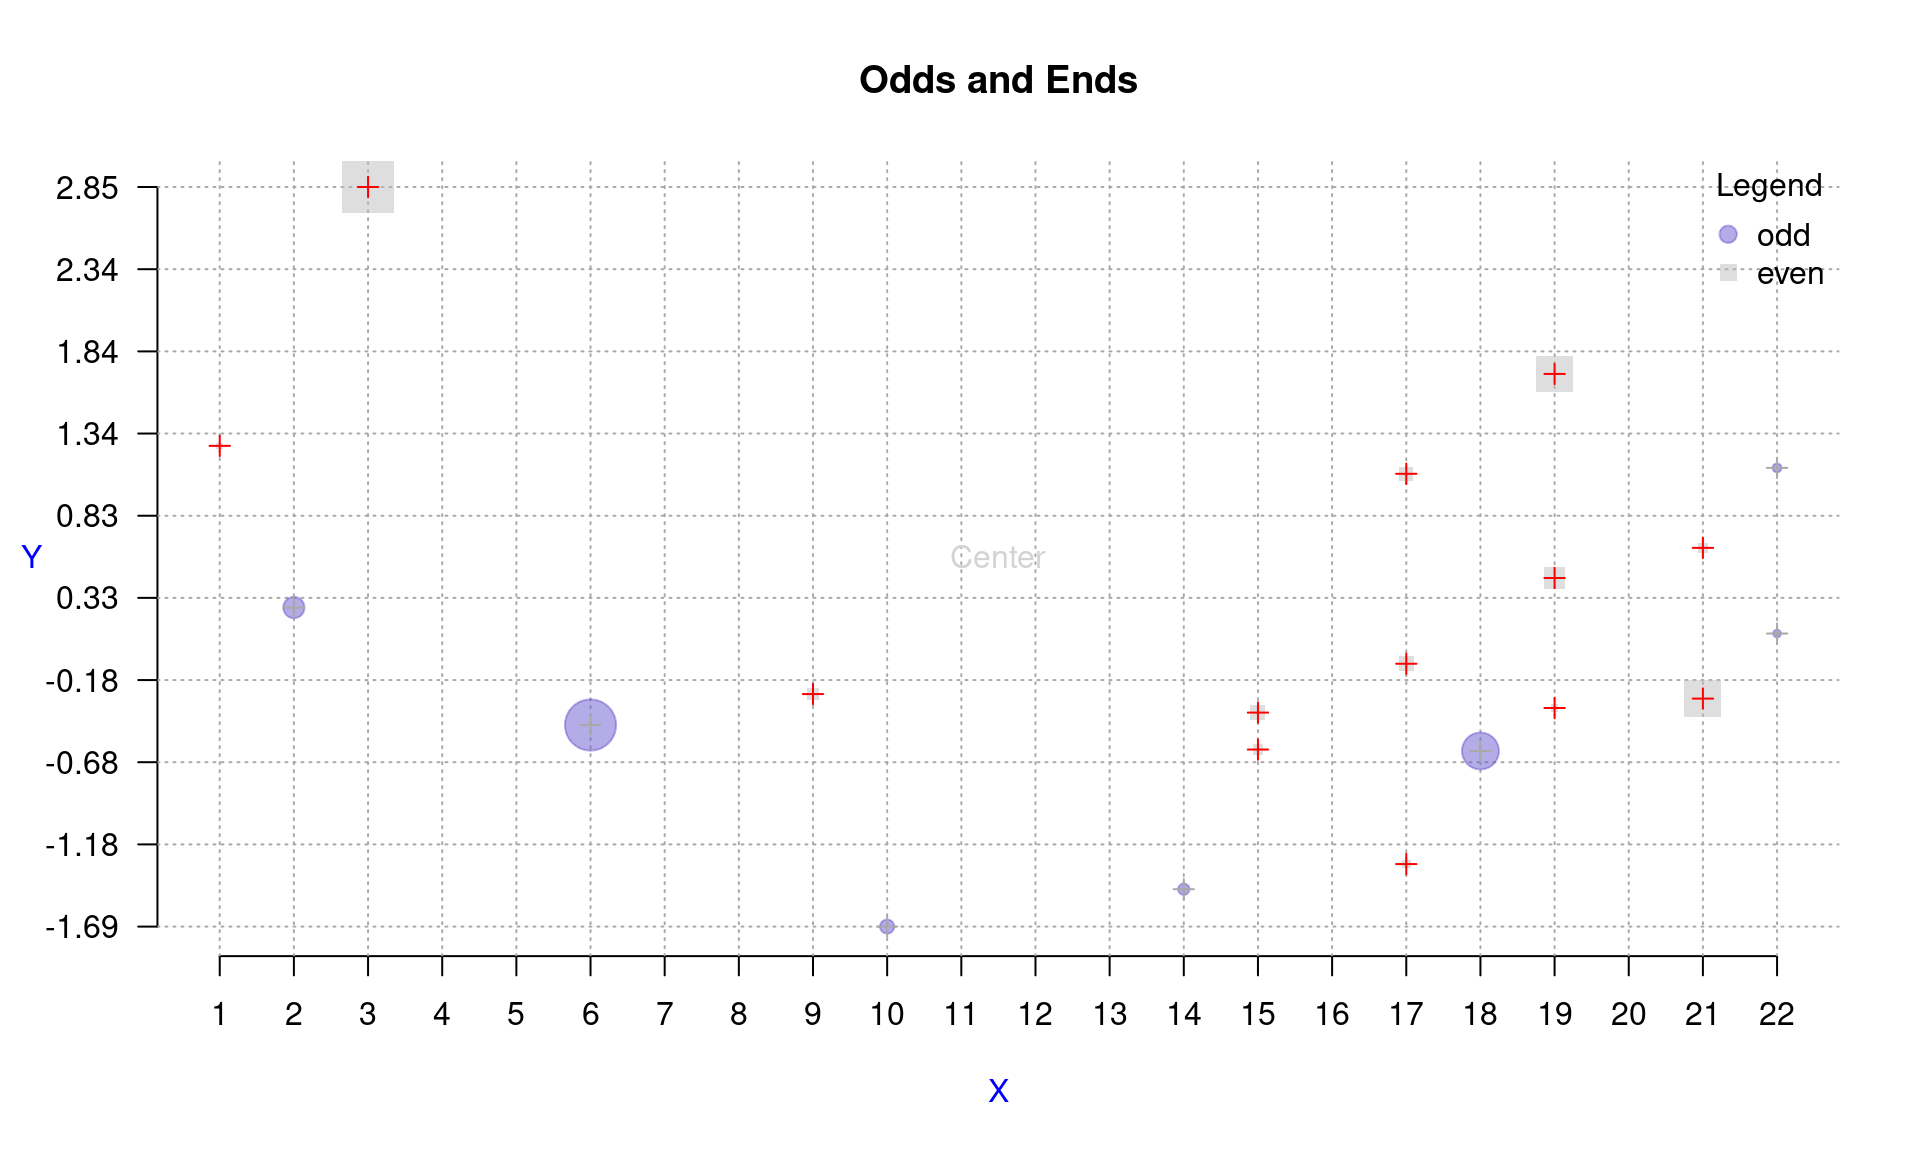 Odds and Ends
Legend
odd
even
2.85
2.34
1.84
1.34
0.83
0.33
-0.18
-0.68
-1.18
-1.69
Y
Center
1 2 3 4 5 6 7 8 9 10 11 12 13 14 15 16 17 18 19 20 21 22
X